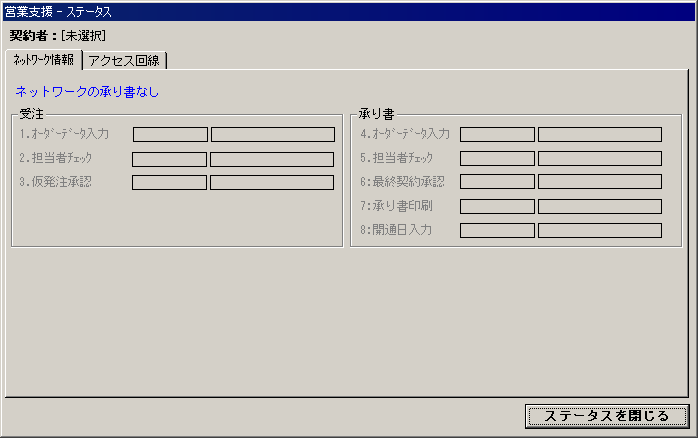 営業支援 - ステータス
契約者：[未選択]
ﾈｯﾄﾜｰｸ情報 アクセス回線
ネットワークの承り書なし
受注
1.ｵｰﾀﾞｰﾃﾞｰﾀ入力
2.担当者ﾁｪｯｸ
3.仮発注承認
承り書
4.ｵｰﾀﾞｰﾃﾞｰﾀ入力
5.担当者ﾁｪｯｸ
6:最終契約承認
7:承り書印刷
8:開通日入力
ステータスを閉じる